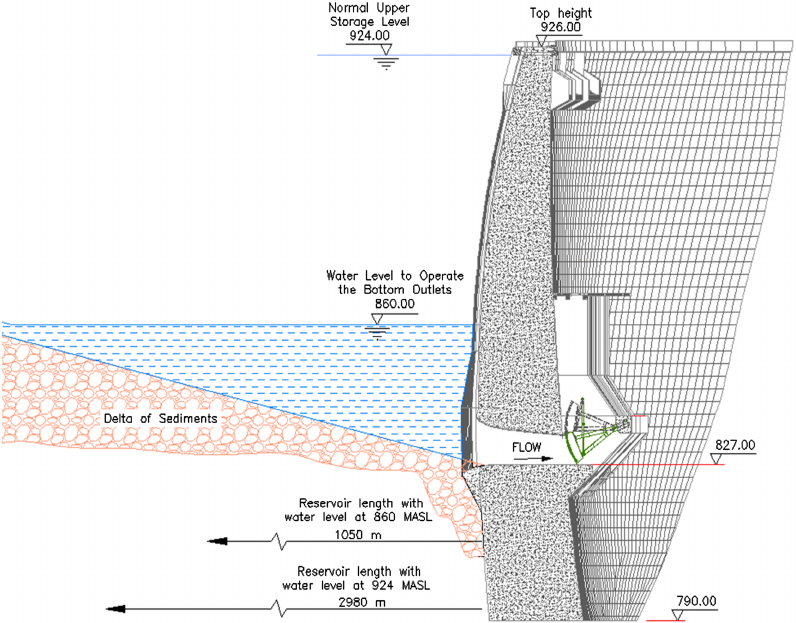 Normal Upper
Storage Level
924.00
Top height
926.00
Water Level to Operate
the Bottom Outlets
860.00
Delta of Sediments
FLOW
827.00
Reservoir length with
water level at 860 MASL
1050 m
Reservoir length with
water level at 924 MASL
2980 m
790.00